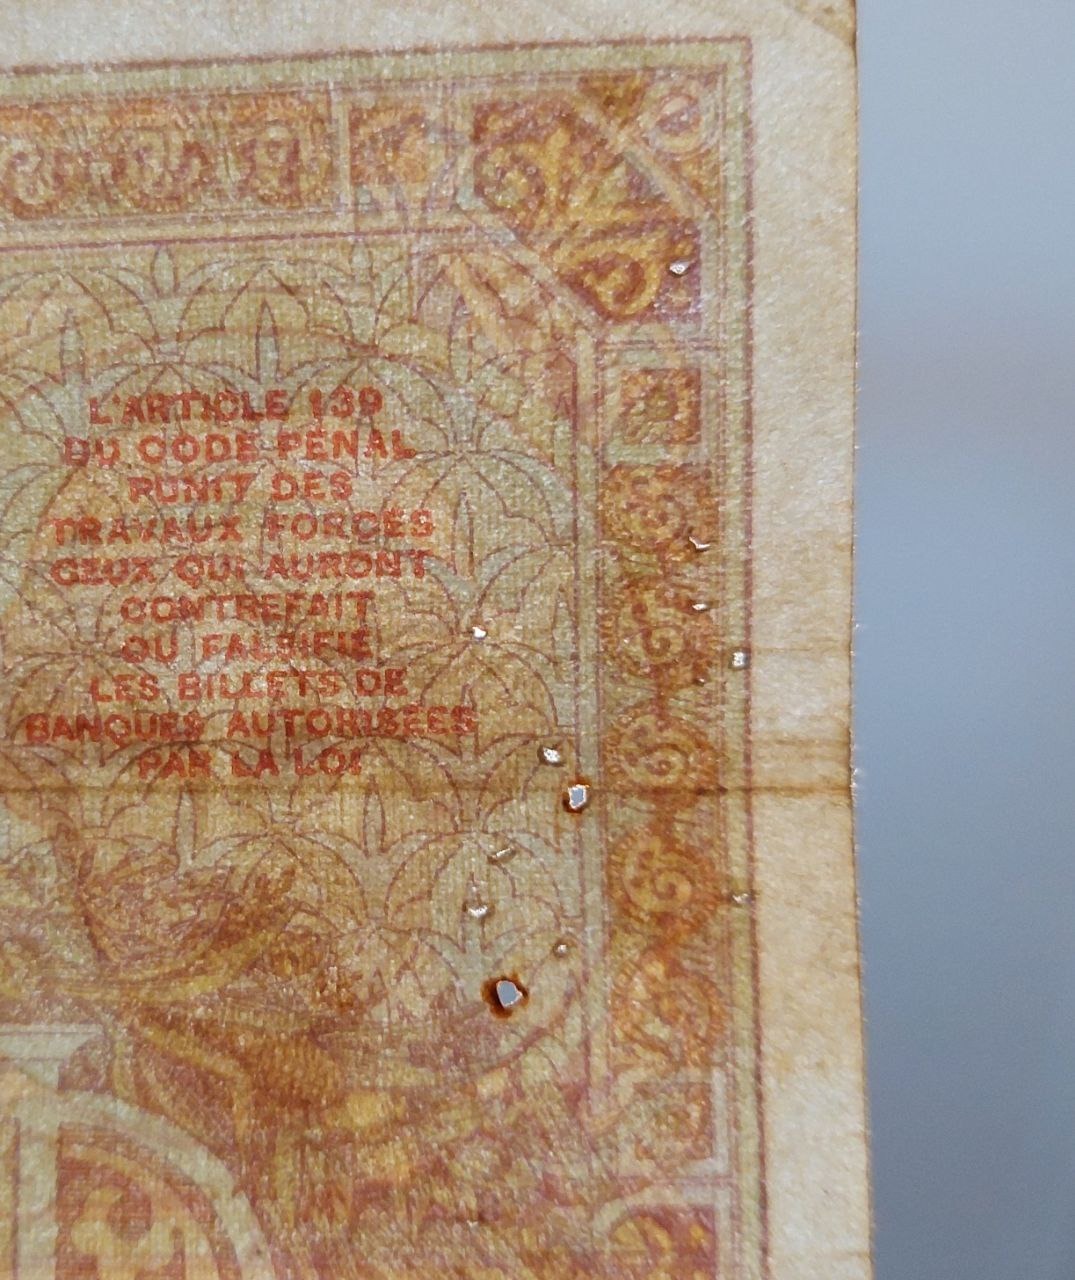 L'ARTICLE 139
DU CODE PÉNAL
PUNIT DES
TRAVAUX FORCÉS
CEUX QUI AURONT
CONTREFAIT
OU FALSIFIÉ
LES BILLETS DE
BANQUES AUTORISÉES
PAR LA LOI